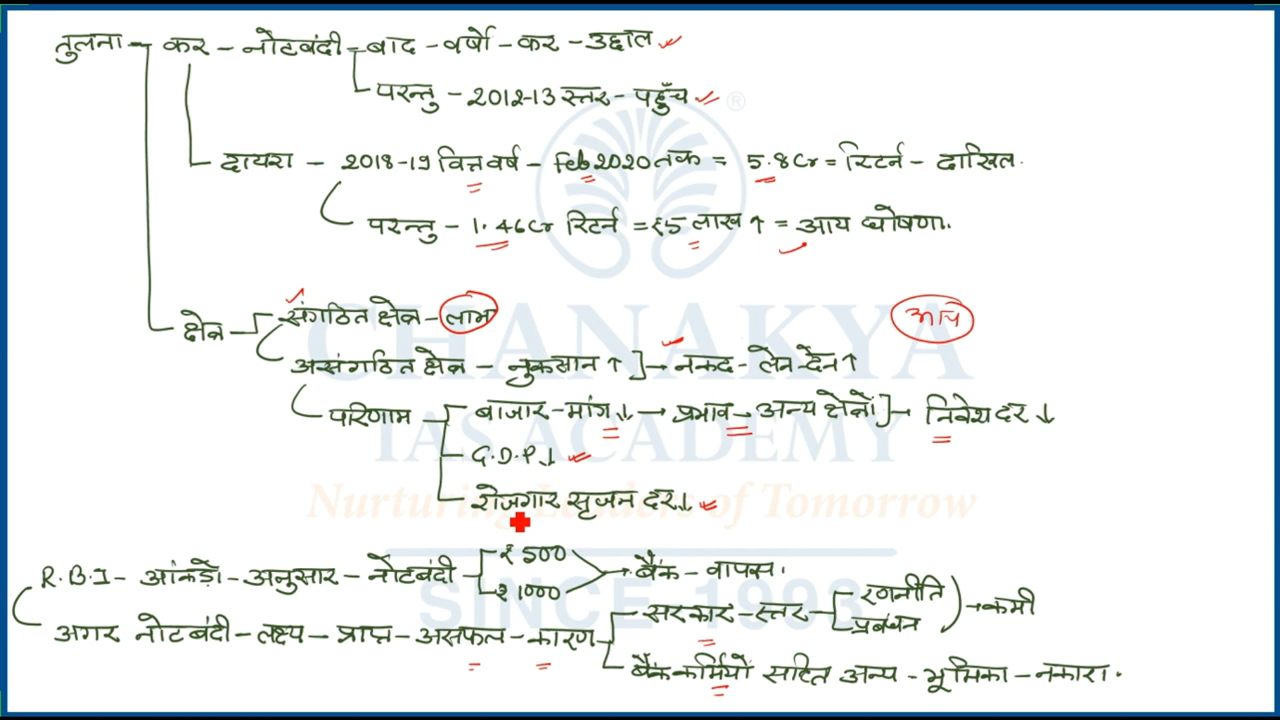 तुलना - कर - नोटबंदी - बाद - वर्षो - कर - उद्दाल
परन्तु - 2012-13 स्तर - पहुँच
दायरा - 2018-19 वित्त वर्ष - Feb 2020 तक = 5.8 Cr = रिटर्न - दाखिल.
परन्तु - 1.46 Cr रिटर्न = ₹5 लाख ↑ = आय घोषणा.
क्षेत्र - संगठित क्षेत्र - लाभ
असंगठित क्षेत्र - नुकसान ↑ ] → नकद - लेन-देन ↑
परिणाम - बाजार - मांग ↓ → प्रभाव - अन्य क्षेत्रों ] → निवेश दर ↓
G.D.P ↓
रोजगार सृजन दर ↓
R.B.I - आंकड़ो - अनुसार - नोटबंदी - ₹500 ₹1000 → बैंक - वापस.
अगर नोटबंदी - लक्ष्य - प्राप्त - असफल - कारण - सरकार - स्तर - रणनीति प्रबंधन → कमी
बैंककर्मियों सहित अन्य - भूमिका - नकारा.
CHANAKYA
IAS ACADEMY
Nurturing Leaders of Tomorrow
SINCE 1993
®